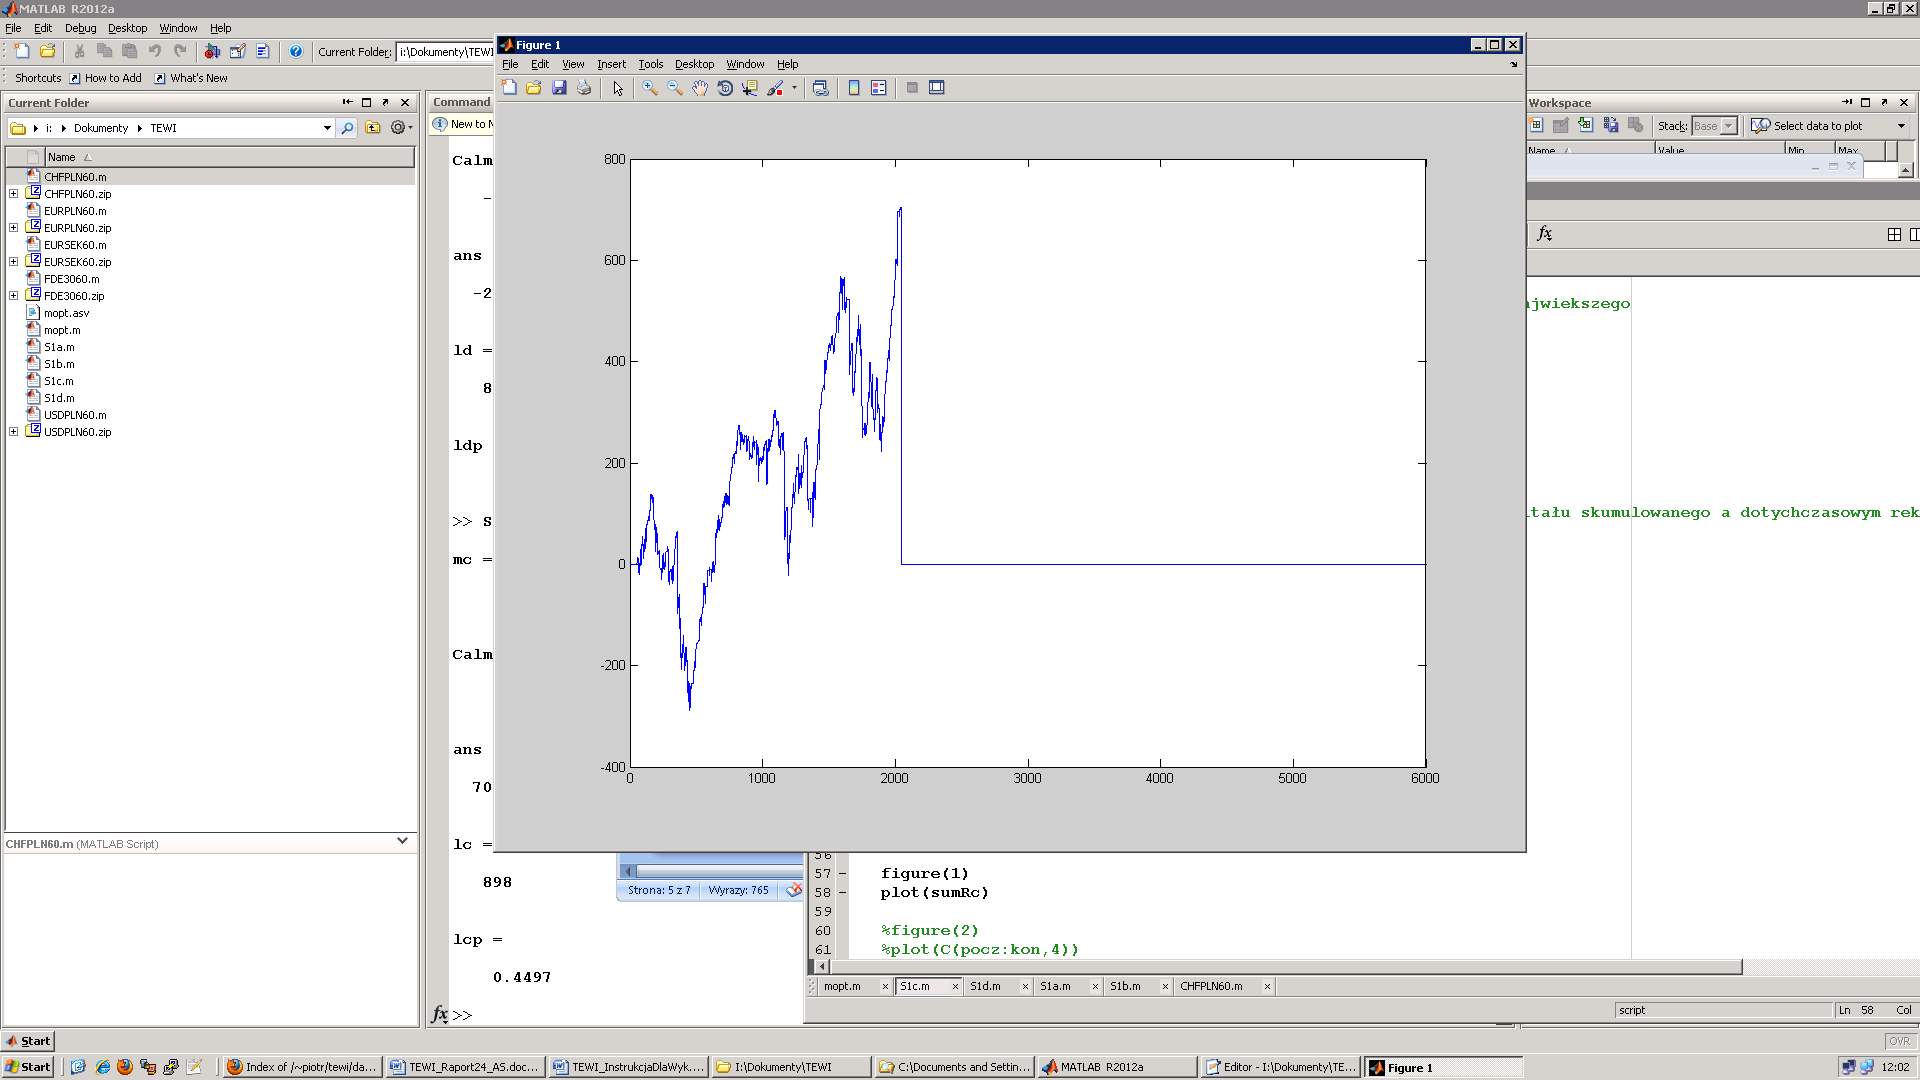 MATLAB R2012a
File Edit Debug Desktop Window Help
Current Folder: i:\Dokumenty\TEWI
Shortcuts How to Add What's New
Current Folder
i: Dokumenty TEWI
Name
CHFPLN60.m
CHFPLN60.zip
EURPLN60.m
EURPLN60.zip
EURSEK60.m
EURSEK60.zip
FDE3060.m
FDE3060.zip
mopt.asv
mopt.m
S1a.m
S1b.m
S1c.m
S1d.m
USDPLN60.m
USDPLN60.zip
CHFPLN60.m (MATLAB Script)
Command
New to M
Calm
-
ans
-2
ld =
8
ldp
>> S
mc =
Calm
ans
70
lc =
898
lcp =
0.4497
fx >>
Figure 1
File Edit View Insert Tools Desktop Window Help
800
600
400
200
0
-200
-400
0 1000 2000 3000 4000 5000 6000
Workspace
Stack: Base Select data to plot
Name Value Min Max
fx
jwiekszego
tału skumulowanego a dotychczasowym rek
Strona: 5 z 7 Wyrazy: 765
56
57 figure(1)
58 plot(sumRc)
59
60 %figure(2)
61 %plot(C(pocz:kon,4))
mopt.m S1c.m S1d.m S1a.m S1b.m CHFPLN60.m
script Ln 58 Col
Start
OVR
Start Index of /~piotr/tewi/da... TEWI_Raport24_AS.doc... TEWI_InstrukcjaDlaWyk... I:\Dokumenty\TEWI C:\Documents and Settin... MATLAB R2012a Editor - I:\Dokumenty\TE... Figure 1 12:02